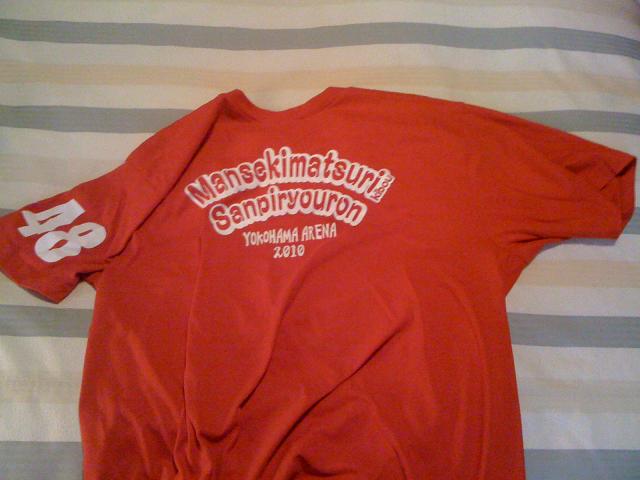 Mansekimatsuri
Sanpiryouron
YOKOHAMA ARENA
2010
48